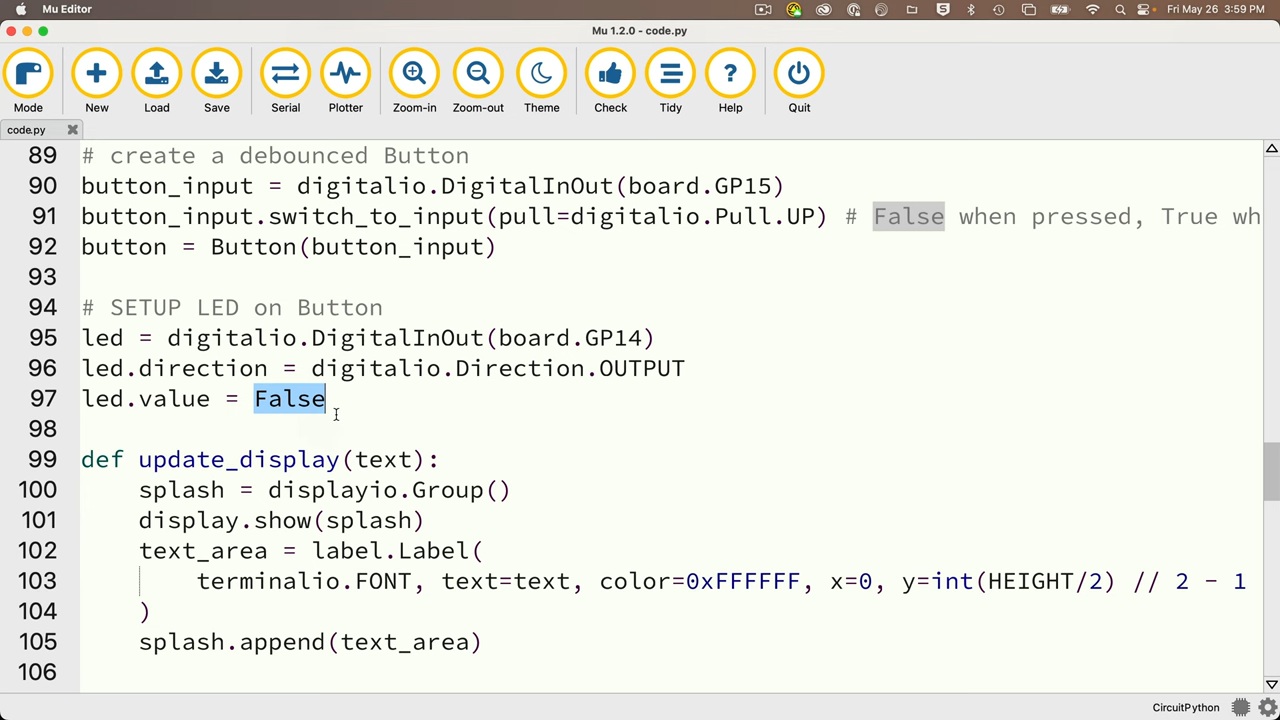 Mu Editor
Fri May 26 3:59 PM
Mu 1.2.0 - code.py
Mode New Load Save Serial Plotter Zoom-in Zoom-out Theme Check Tidy Help Quit
code.py
89 # create a debounced Button
90 button_input = digitalio.DigitalInOut(board.GP15)
91 button_input.switch_to_input(pull=digitalio.Pull.UP) # False when pressed, True wh
92 button = Button(button_input)
93
94 # SETUP LED on Button
95 led = digitalio.DigitalInOut(board.GP14)
96 led.direction = digitalio.Direction.OUTPUT
97 led.value = False
98
99 def update_display(text):
100 splash = displayio.Group()
101 display.show(splash)
102 text_area = label.Label(
103 terminalio.FONT, text=text, color=0xFFFFFF, x=0, y=int(HEIGHT/2) // 2 - 1
104 )
105 splash.append(text_area)
106
CircuitPython